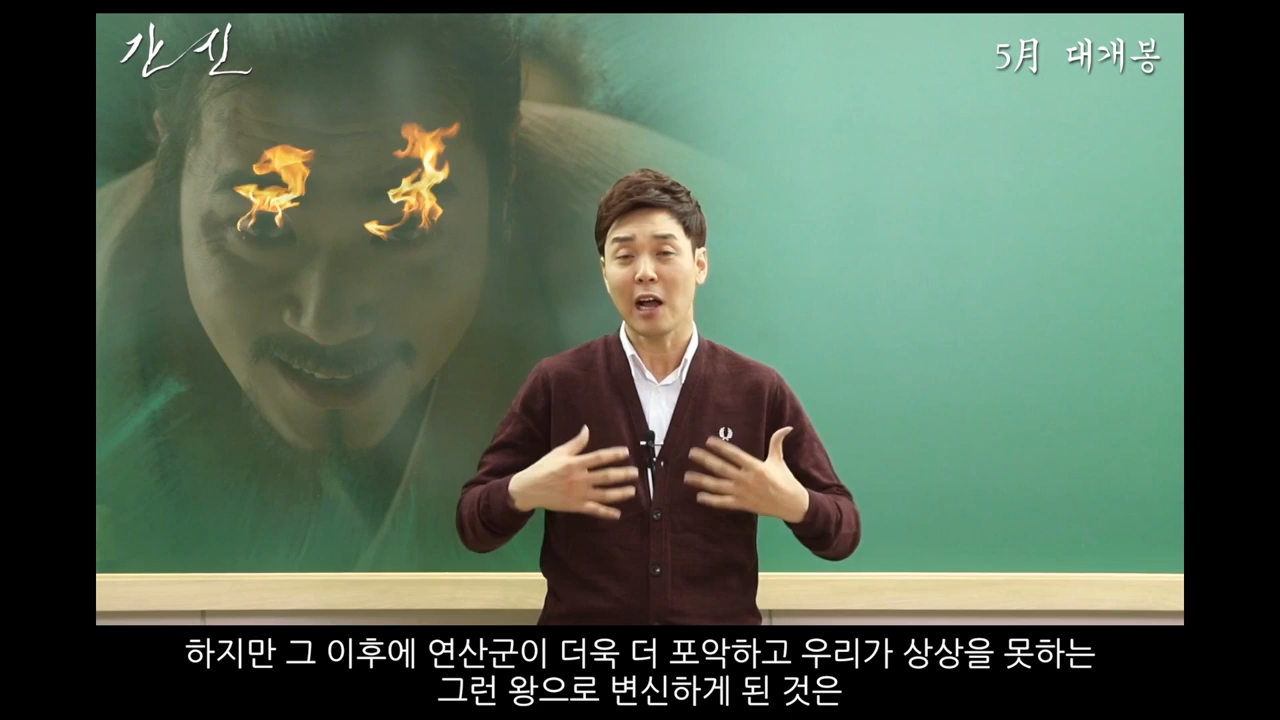 간신
5月 대개봉
하지만 그 이후에 연산군이 더욱 더 포악하고 우리가 상상을 못하는
그런 왕으로 변신하게 된 것은